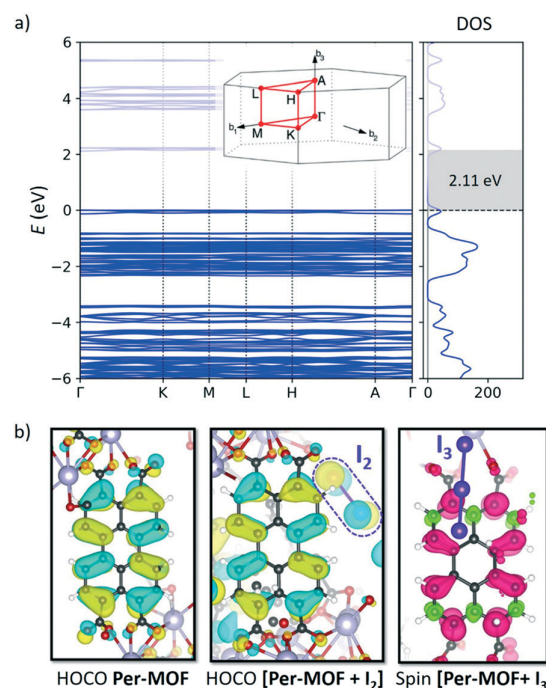 a)
DOS
6
4
2
0
−2
−4
−6
E (eV)
b₃
A
L
H
Γ
b₁
M
K
b₂
2.11 eV
Γ
K
M
L
H
A
Γ
0
200
b)
I₂
I₃
HOCO Per-MOF
HOCO [Per-MOF + I₂]
Spin [Per-MOF+ I₃